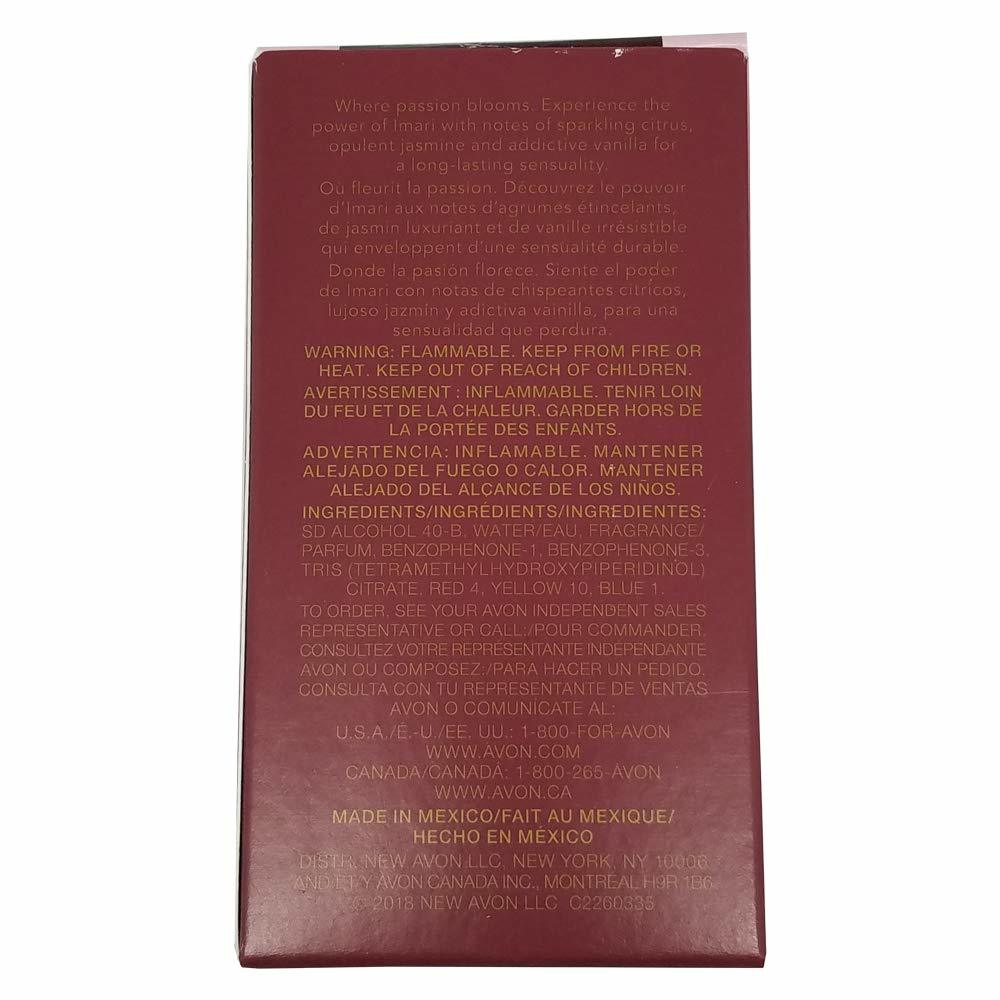 Where passion blooms. Experience the
power of Imari with notes of sparkling citrus,
opulent jasmine and addictive vanilla for
a long-lasting sensuality.
Où fleurit la passion. Découvrez le pouvoir
d'Imari aux notes d'agrumes étincelants,
de jasmin luxuriant et de vanille irrésistible
qui enveloppent d'une sensualité durable.
Donde la pasión florece. Siente el poder
de Imari con notas de chispeantes cítricos,
lujoso jazmín y adictiva vainilla, para una
sensualidad que perdura.
WARNING: FLAMMABLE. KEEP FROM FIRE OR
HEAT. KEEP OUT OF REACH OF CHILDREN.
AVERTISSEMENT : INFLAMMABLE. TENIR LOIN
DU FEU ET DE LA CHALEUR. GARDER HORS DE
LA PORTÉE DES ENFANTS.
ADVERTENCIA: INFLAMABLE. MANTENER
ALEJADO DEL FUEGO O CALOR. MANTENER
ALEJADO DEL ALCANCE DE LOS NIÑOS.
INGREDIENTS/INGRÉDIENTS/INGREDIENTES:
SD ALCOHOL 40-B, WATER/EAU, FRAGRANCE/
PARFUM, BENZOPHENONE-1, BENZOPHENONE-3,
TRIS (TETRAMETHYLHYDROXYPIPERIDINOL)
CITRATE, RED 4, YELLOW 10, BLUE 1.
TO ORDER, SEE YOUR AVON INDEPENDENT SALES
REPRESENTATIVE OR CALL:/POUR COMMANDER,
CONSULTEZ VOTRE REPRÉSENTANTE INDÉPENDANTE
AVON OU COMPOSEZ:/PARA HACER UN PEDIDO,
CONSULTA CON TU REPRESENTANTE DE VENTAS
AVON O COMUNÍCATE AL:
U.S.A./É.-U./EE. UU.: 1-800-FOR-AVON
WWW.AVON.COM
CANADA/CANADÁ: 1-800-265-AVON
WWW.AVON.CA
MADE IN MEXICO/FAIT AU MEXIQUE/
HECHO EN MÉXICO
DISTR. NEW AVON LLC, NEW YORK, NY 10006
AND/ET/Y AVON CANADA INC., MONTREAL H9R 1B6
© 2018 NEW AVON LLC C2260335